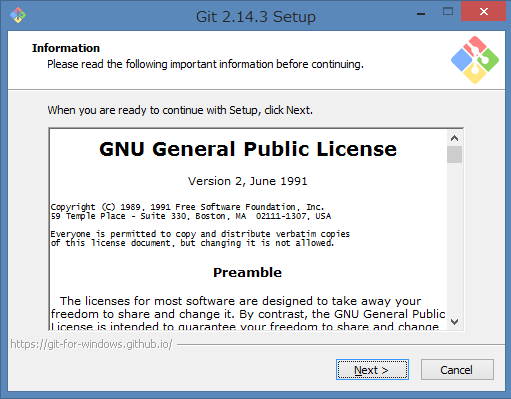 Git 2.14.3 Setup
Information
Please read the following important information before continuing.
When you are ready to continue with Setup, click Next.
GNU General Public License
Version 2, June 1991
Copyright (C) 1989, 1991 Free Software Foundation, Inc.
59 Temple Place - Suite 330, Boston, MA  02111-1307, USA
Everyone is permitted to copy and distribute verbatim copies
of this license document, but changing it is not allowed.
Preamble
The licenses for most software are designed to take away your
freedom to share and change it. By contrast, the GNU General Public
License is intended to guarantee your freedom to share and change
https://git-for-windows.github.io/
Next >
Cancel